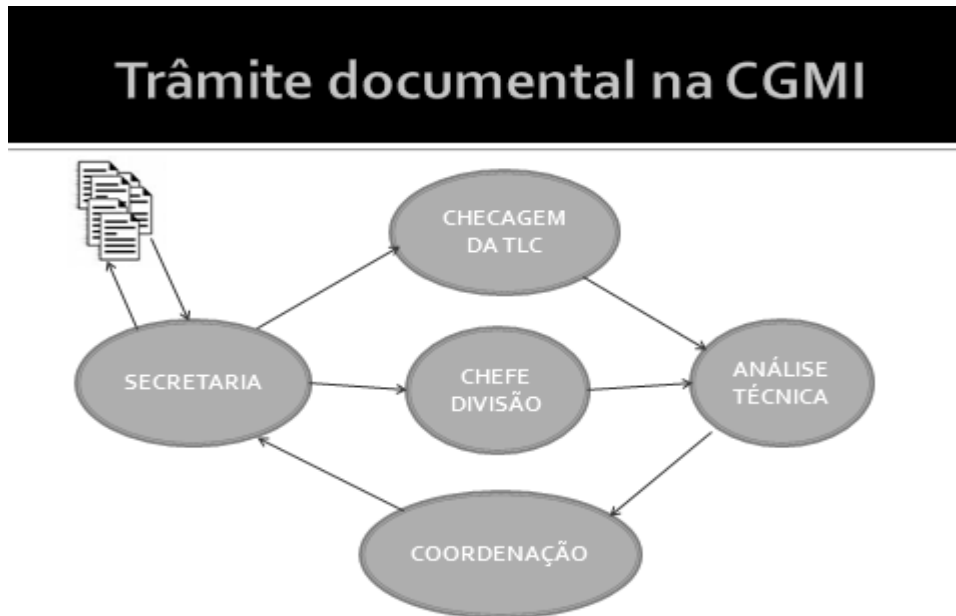 Trâmite documental na CGMI
CHECAGEM
DA TLC
SECRETARIA
CHEFE
DIVISÃO
ANÁLISE
TÉCNICA
COORDENAÇÃO